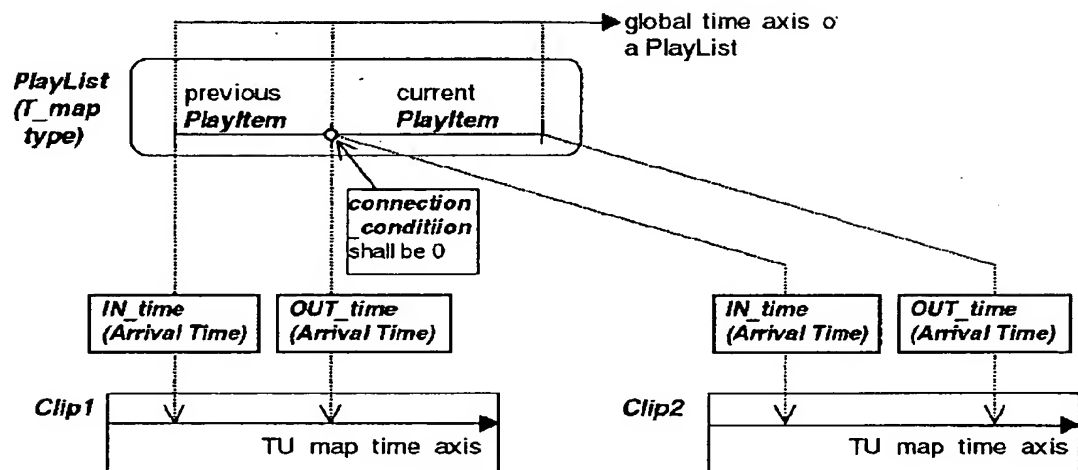 global time axis o
a PlayList
PlayList
(T_map
type)
previous
PlayItem
current
PlayItem
connection
_conditiion
shall be 0
IN_time
(Arrival Time)
OUT_time
(Arrival Time)
IN_time
(Arrival Time)
OUT_time
(Arrival Time)
Clip1
TU map time axis
Clip2
TU map time axis